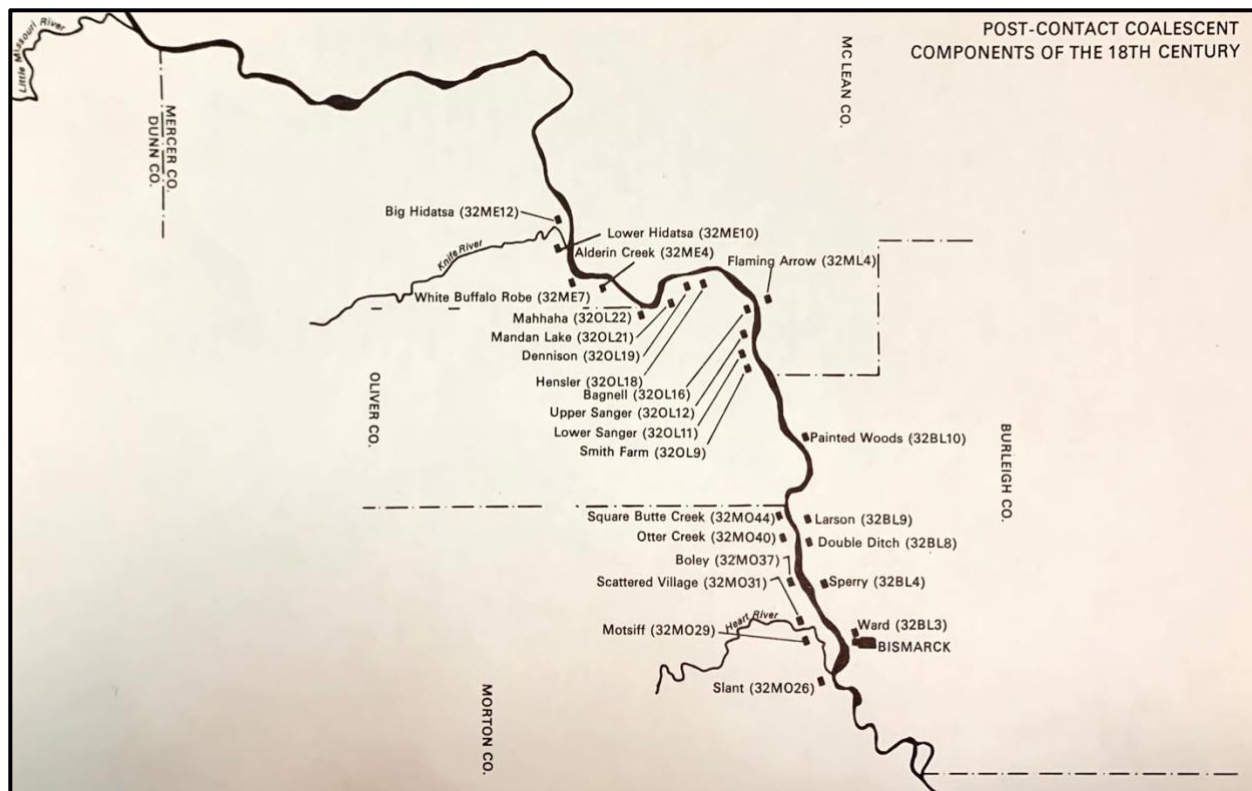 POST-CONTACT COALESCENT
COMPONENTS OF THE 18TH CENTURY
Little Missouri River
MC LEAN CO.
MERCER CO.
DUNN CO.
Big Hidatsa (32ME12)
Lower Hidatsa (32ME10)
Knife River
Alderin Creek (32ME4)
Flaming Arrow (32ML4)
White Buffalo Robe (32ME7)
Mahhaha (32OL22)
Mandan Lake (32OL21)
Dennison (32OL19)
Hensler (32OL18)
Bagnell (32OL16)
Upper Sanger (32OL12)
Lower Sanger (32OL11)
Smith Farm (32OL9)
OLIVER CO.
BURLEIGH CO.
Painted Woods (32BL10)
Square Butte Creek (32MO44)
Larson (32BL9)
Otter Creek (32MO40)
Double Ditch (32BL8)
Boley (32MO37)
Scattered Village (32MO31)
Sperry (32BL4)
Heart River
Motsiff (32MO29)
Ward (32BL3)
BISMARCK
Slant (32MO26)
MORTON CO.